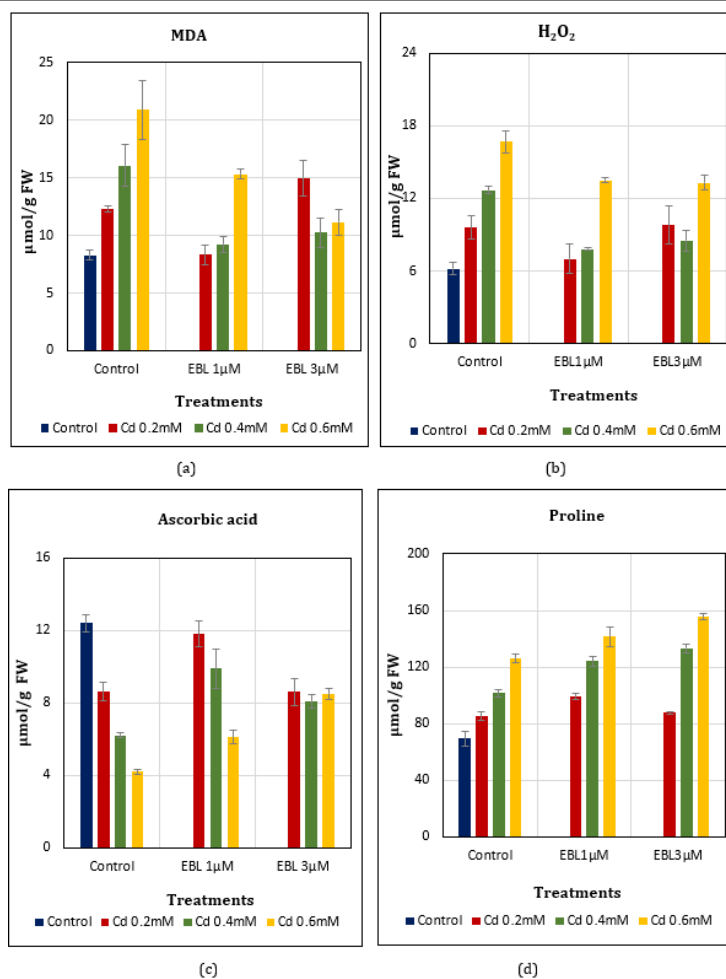 MDA
25
20
15
10
5
0
µmol/g FW
Control EBL 1µM EBL 3µM
Treatments
Control Cd 0.2mM Cd 0.4mM Cd 0.6mM
(a)
H₂O₂
24
18
12
6
0
µmol/g FW
Control EBL1µM EBL3µM
Treatments
Control Cd 0.2mM Cd 0.4mM Cd 0.6mM
(b)
Ascorbic acid
16
12
8
4
0
µmol/g FW
Control EBL 1µM EBL 3µM
Treatments
Control Cd 0.2mM Cd 0.4mM Cd 0.6mM
(c)
Proline
200
160
120
80
40
0
µmol/g FW
Control EBL1µM EBL3µM
Treatments
Control Cd 0.2mM Cd 0.4mM Cd 0.6mM
(d)